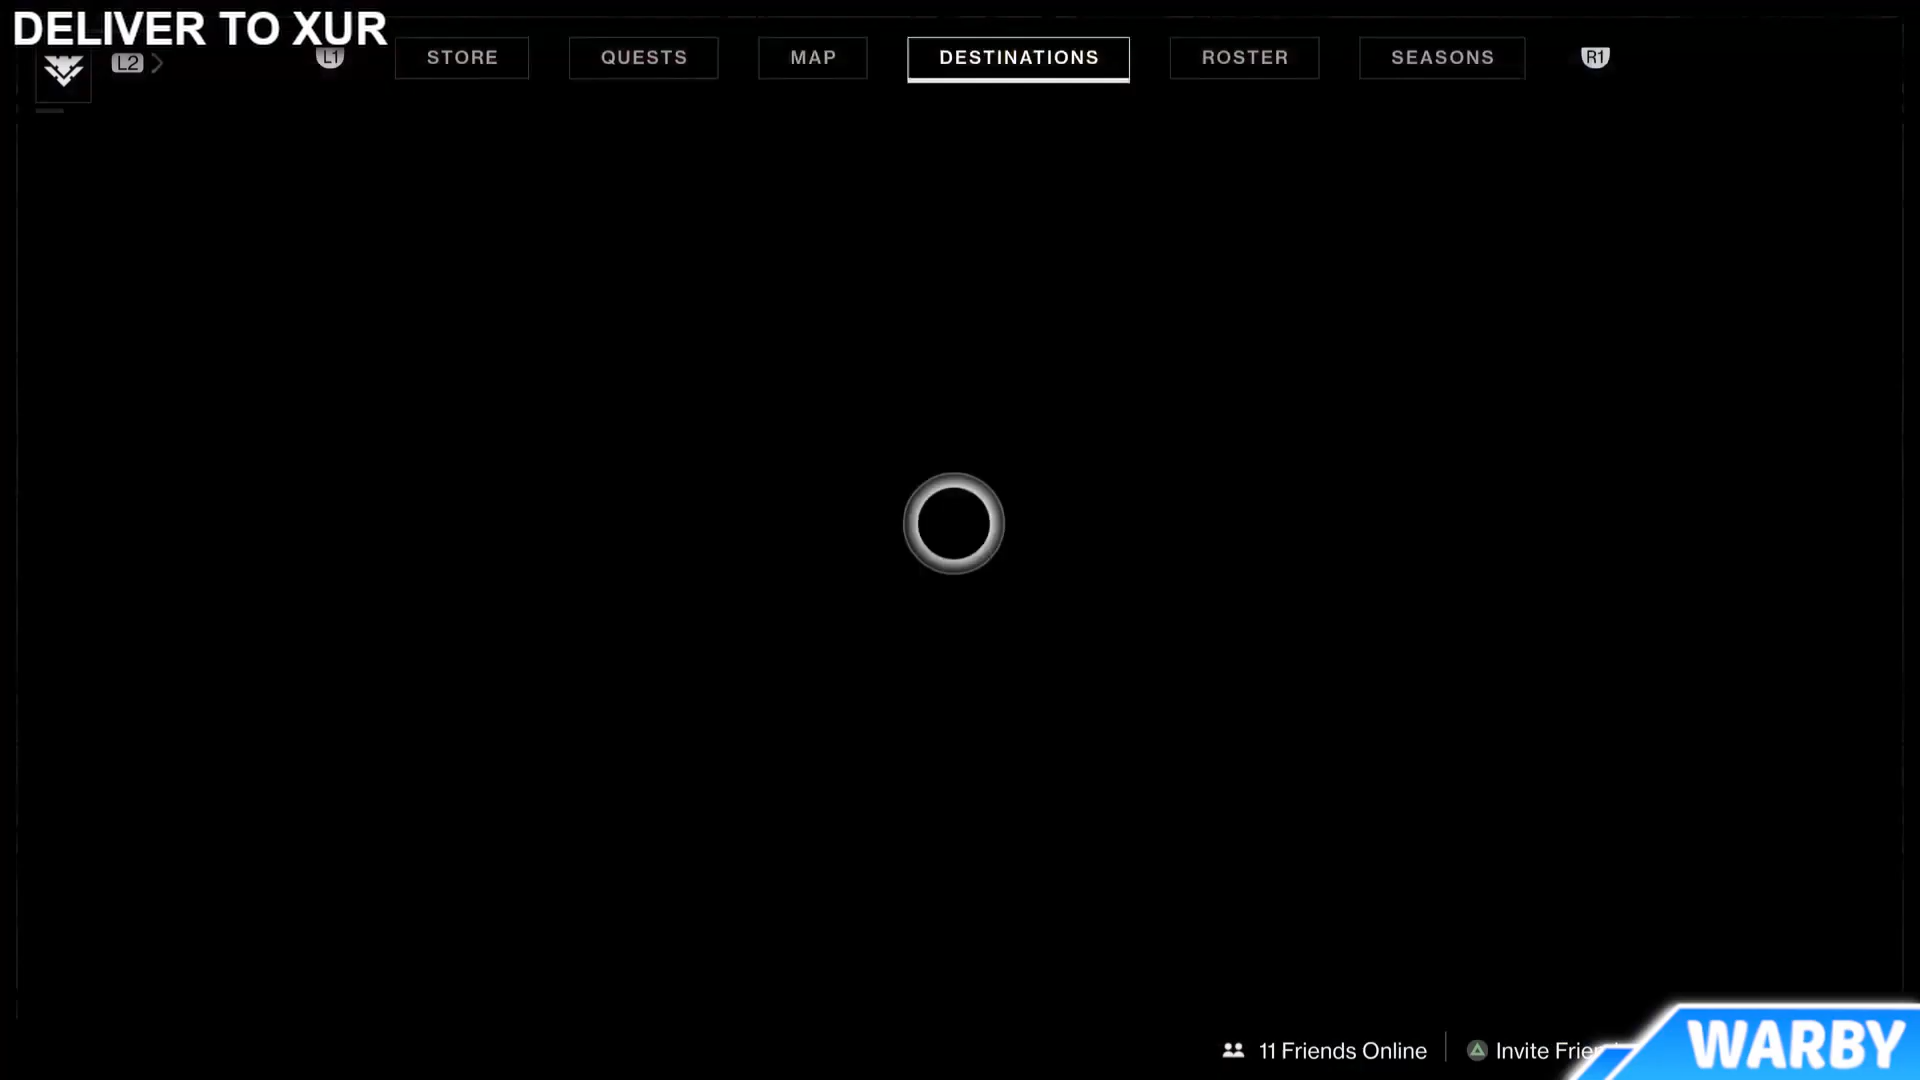 DELIVER TO XUR
L2
L1
STORE
QUESTS
MAP
DESTINATIONS
ROSTER
SEASONS
R1
11 Friends Online
Invite
WARBY